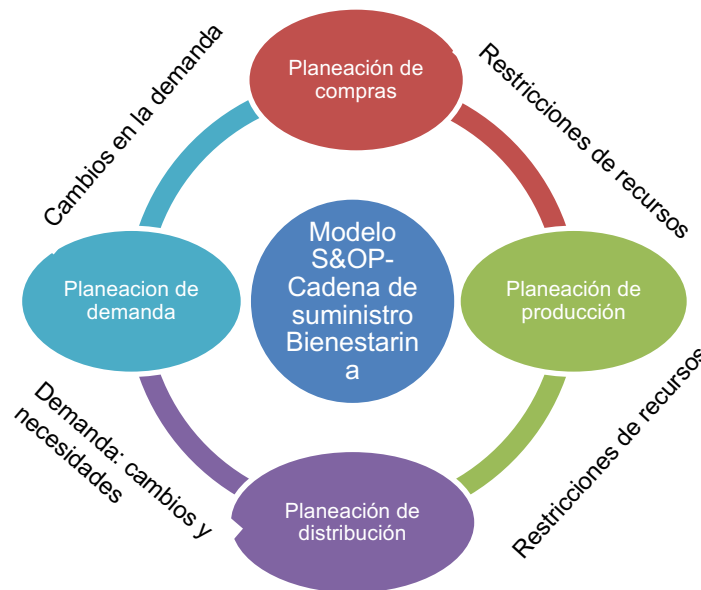 Planeación de
compras
Cambios en la demanda
Restricciones de recursos
Planeacion de
demanda
Modelo
S&OP-
Cadena de
suministro
Bienestarin
a
Planeación de
producción
Demanda: cambios y
necesidades
Planeación de
distribución
Restricciones de recursos